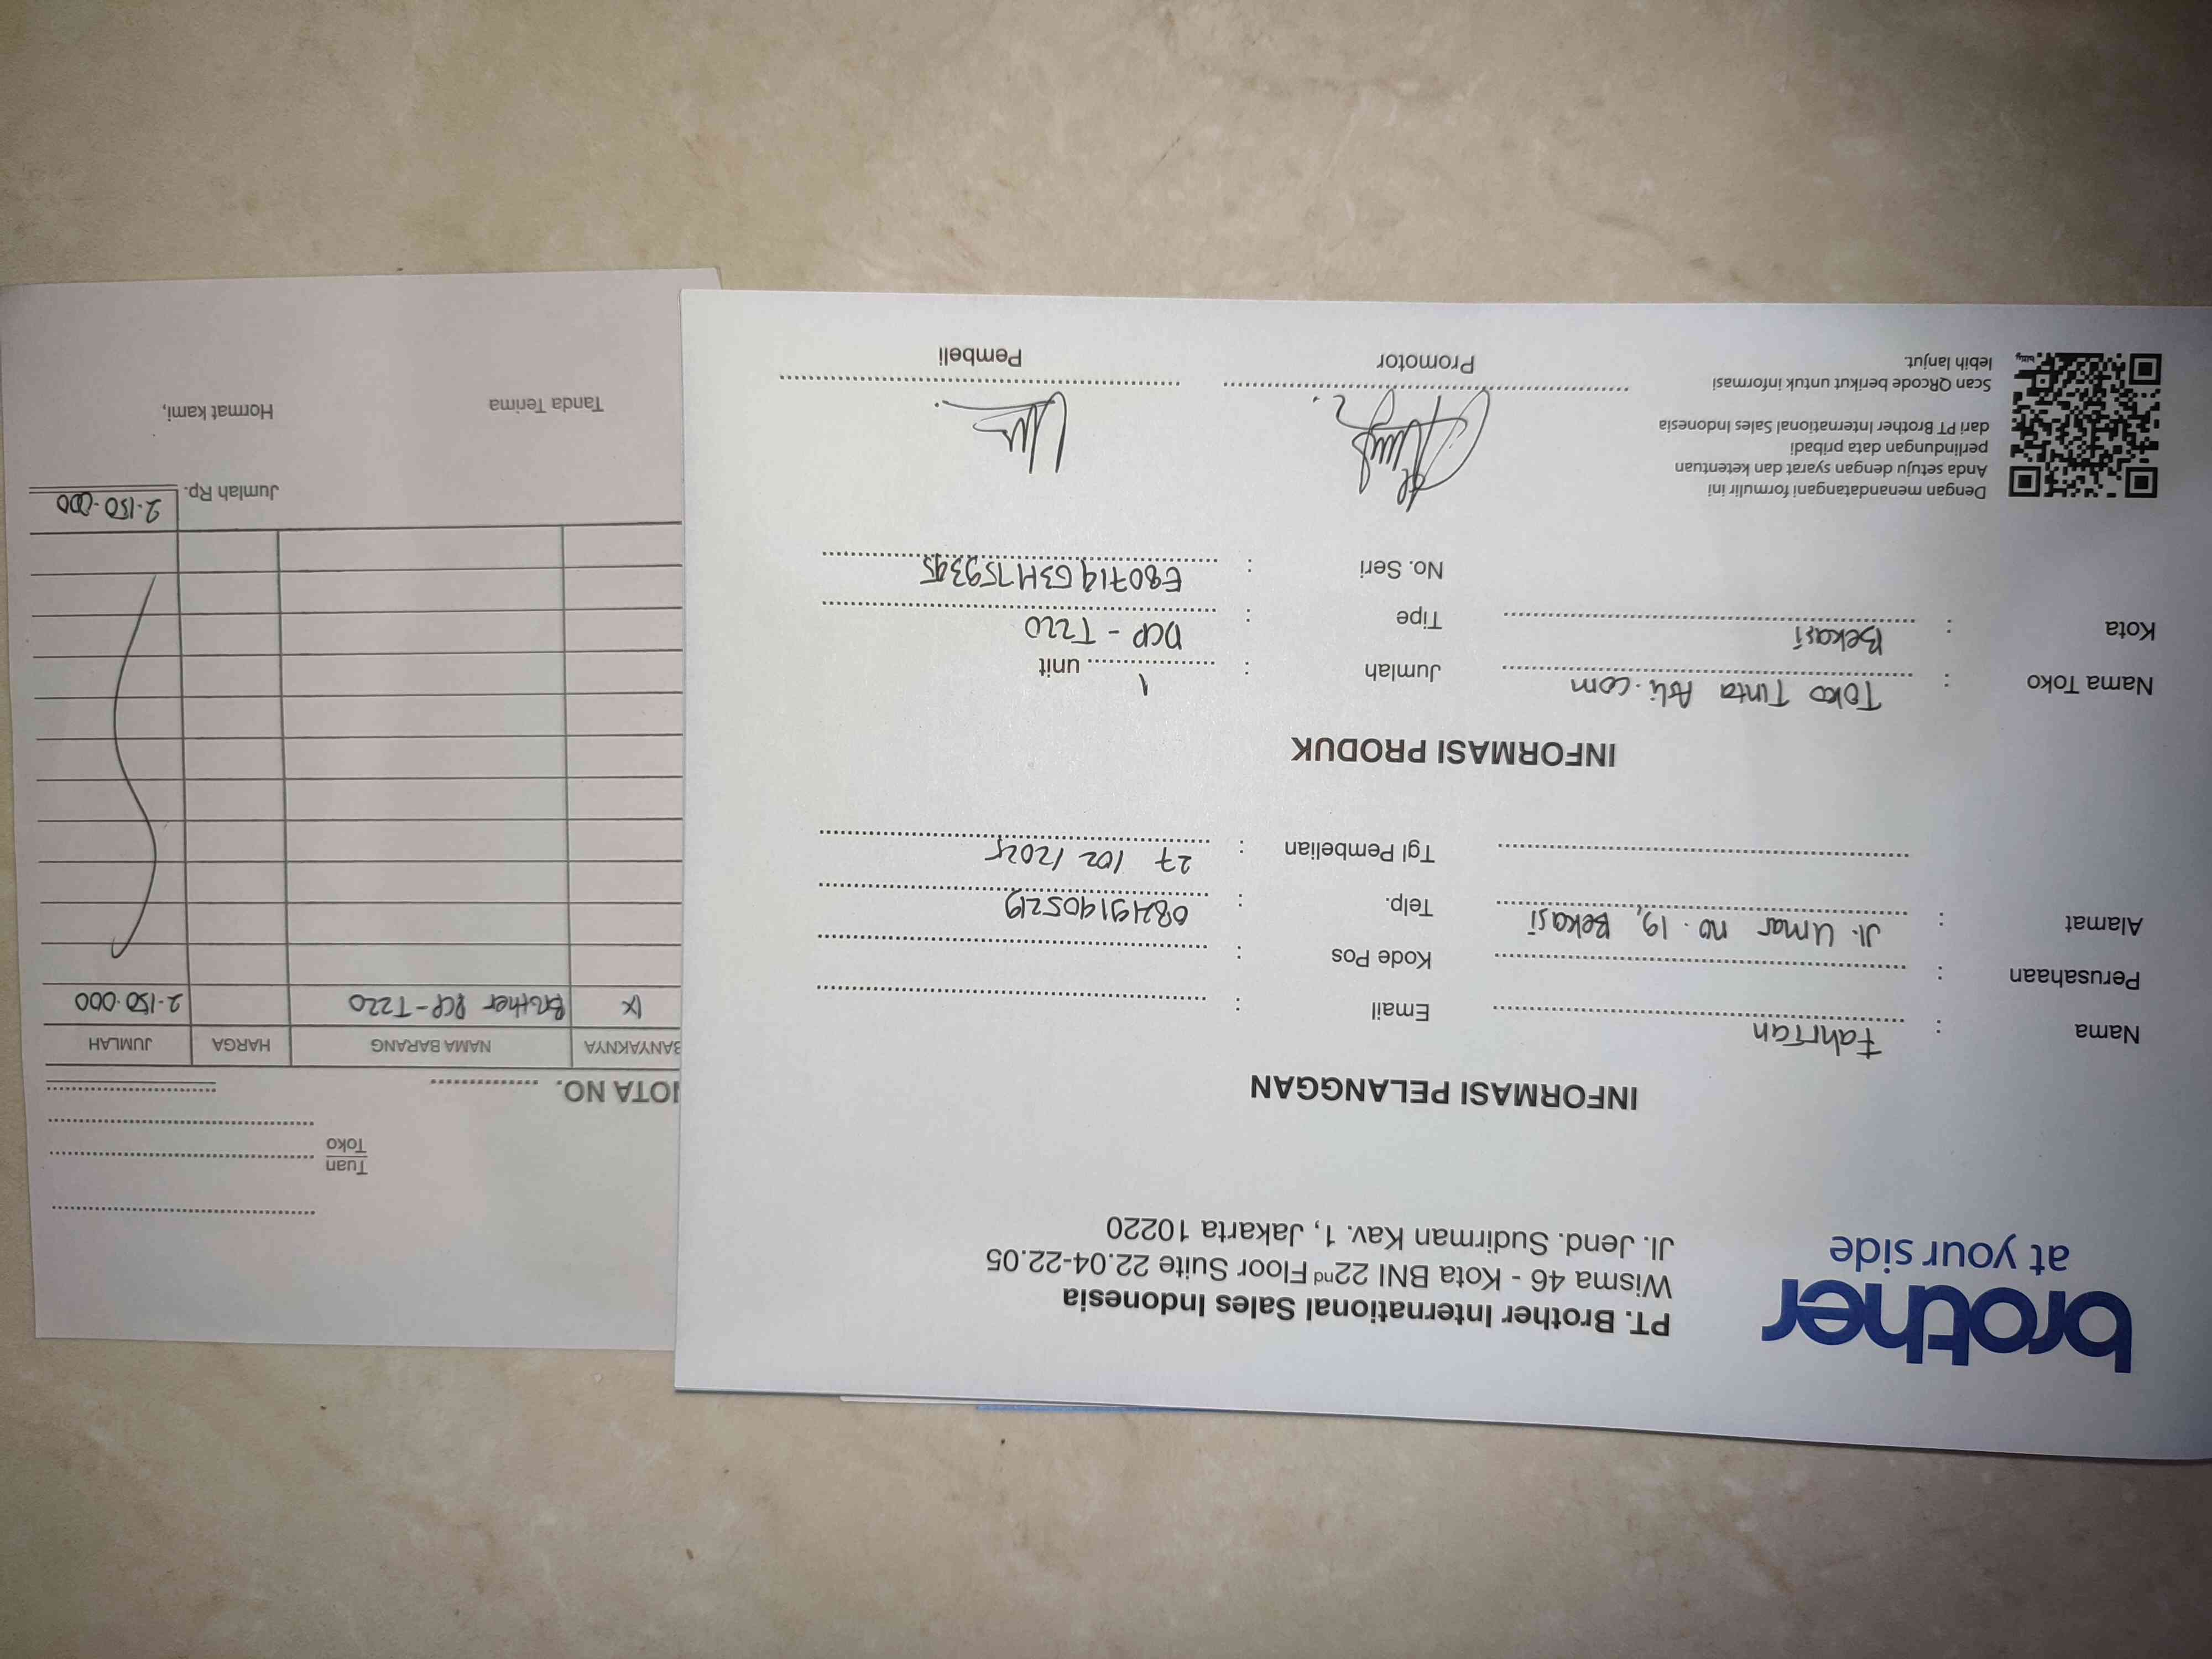 brother
at your side
PT. Brother International Sales Indonesia
Wisma 46 - Kota BNI 22nd Floor Suite 22.04-22.05
Jl. Jend. Sudirman Kav. 1, Jakarta 10220
INFORMASI PELANGGAN
Nama : Fahrian
Email :
Perusahaan :
Kode Pos :
Alamat : Jl. Umar no. 19, Bekasi
Telp. : 082191905219
Tgl Pembelian : 27 / 02 / 2025
INFORMASI PRODUK
Nama Toko : Toko Tinta Asli.com
Jumlah : 1 unit
Kota : Bekasi
Tipe : DCP - T220
No. Seri :
Dengan menandatangani formulir ini
Anda setuju dengan syarat dan ketentuan
perlindungan data pribadi
dari PT Brother International Sales Indonesia
Scan QRcode berikut untuk informasi
lebih lanjut.
Promotor
Pembeli
Tuan
Toko
NOTA NO.
BANYAKNYA NAMA BARANG HARGA JUMLAH
1x Brother DCP-T220 2.150.000
Jumlah Rp. 2.150.000
Tanda Terima Hormat kami,